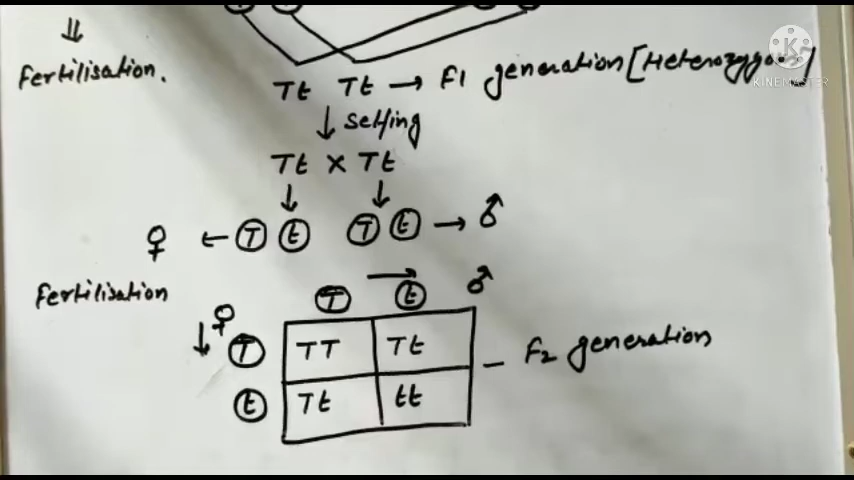 ⇓
Fertilisation.
Tt Tt → F1 generation [Heterozygous]
↓ selfing
Tt × Tt
↓ ↓
♀ ← T t T t → ♂
Fertilisation
→
T t ♂
↓ ♀
T TT Tt – F2 generation
t Tt tt
K
KINEMASTER